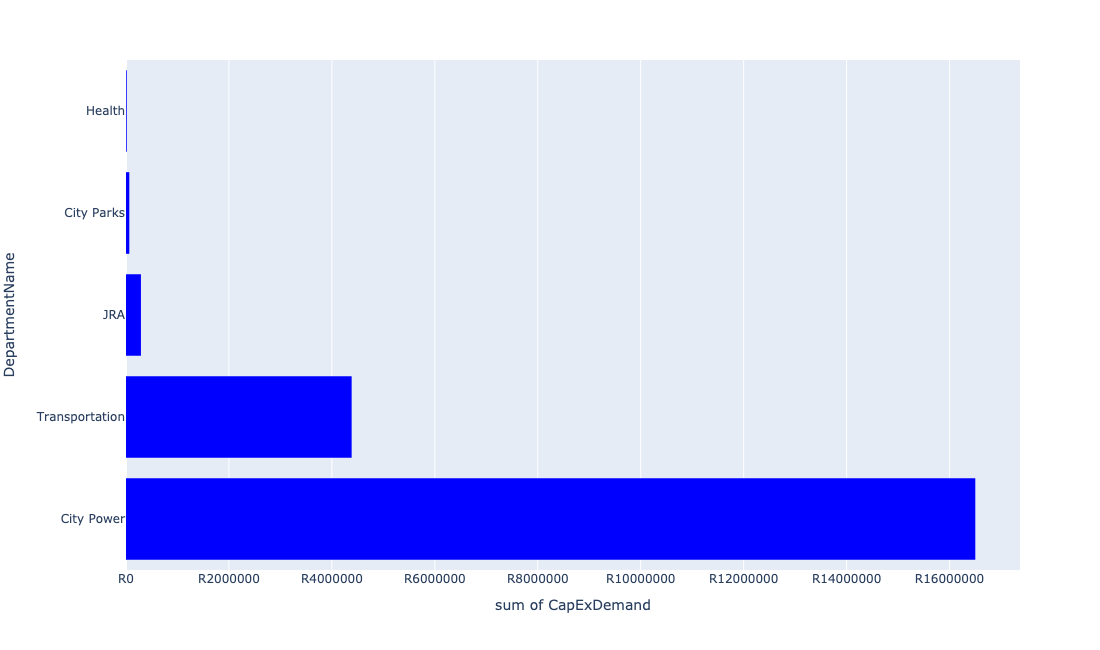 Health
City Parks
JRA
Transportation
City Power
DepartmentName
R0
R2000000
R4000000
R6000000
R8000000
R10000000
R12000000
R14000000
R16000000
sum of CapExDemand